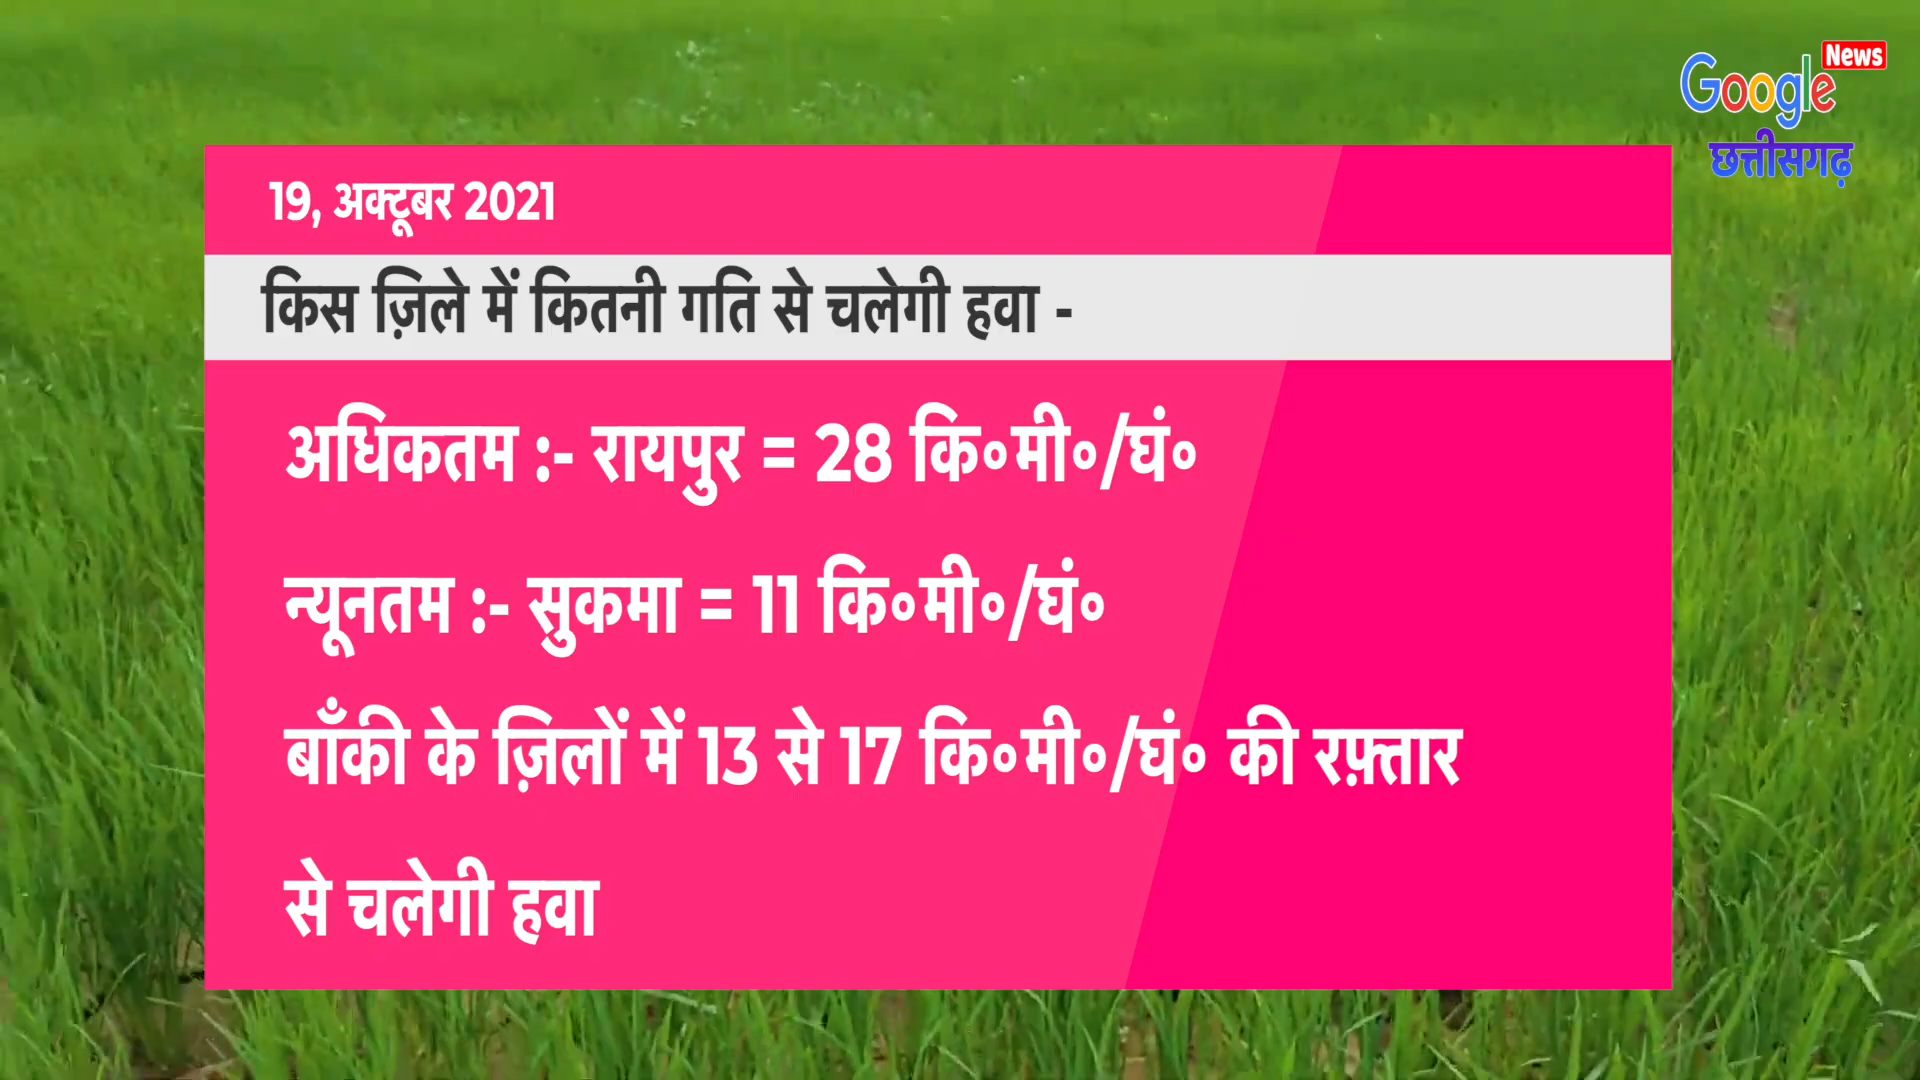 Google News
छत्तीसगढ़
19, अक्टूबर 2021
किस ज़िले में कितनी गति से चलेगी हवा -
अधिकतम :- रायपुर = 28 कि॰मी॰/घं॰
न्यूनतम :- सुकमा = 11 कि॰मी॰/घं॰
बाँकी के ज़िलों में 13 से 17 कि॰मी॰/घं॰ की रफ़्तार
से चलेगी हवा